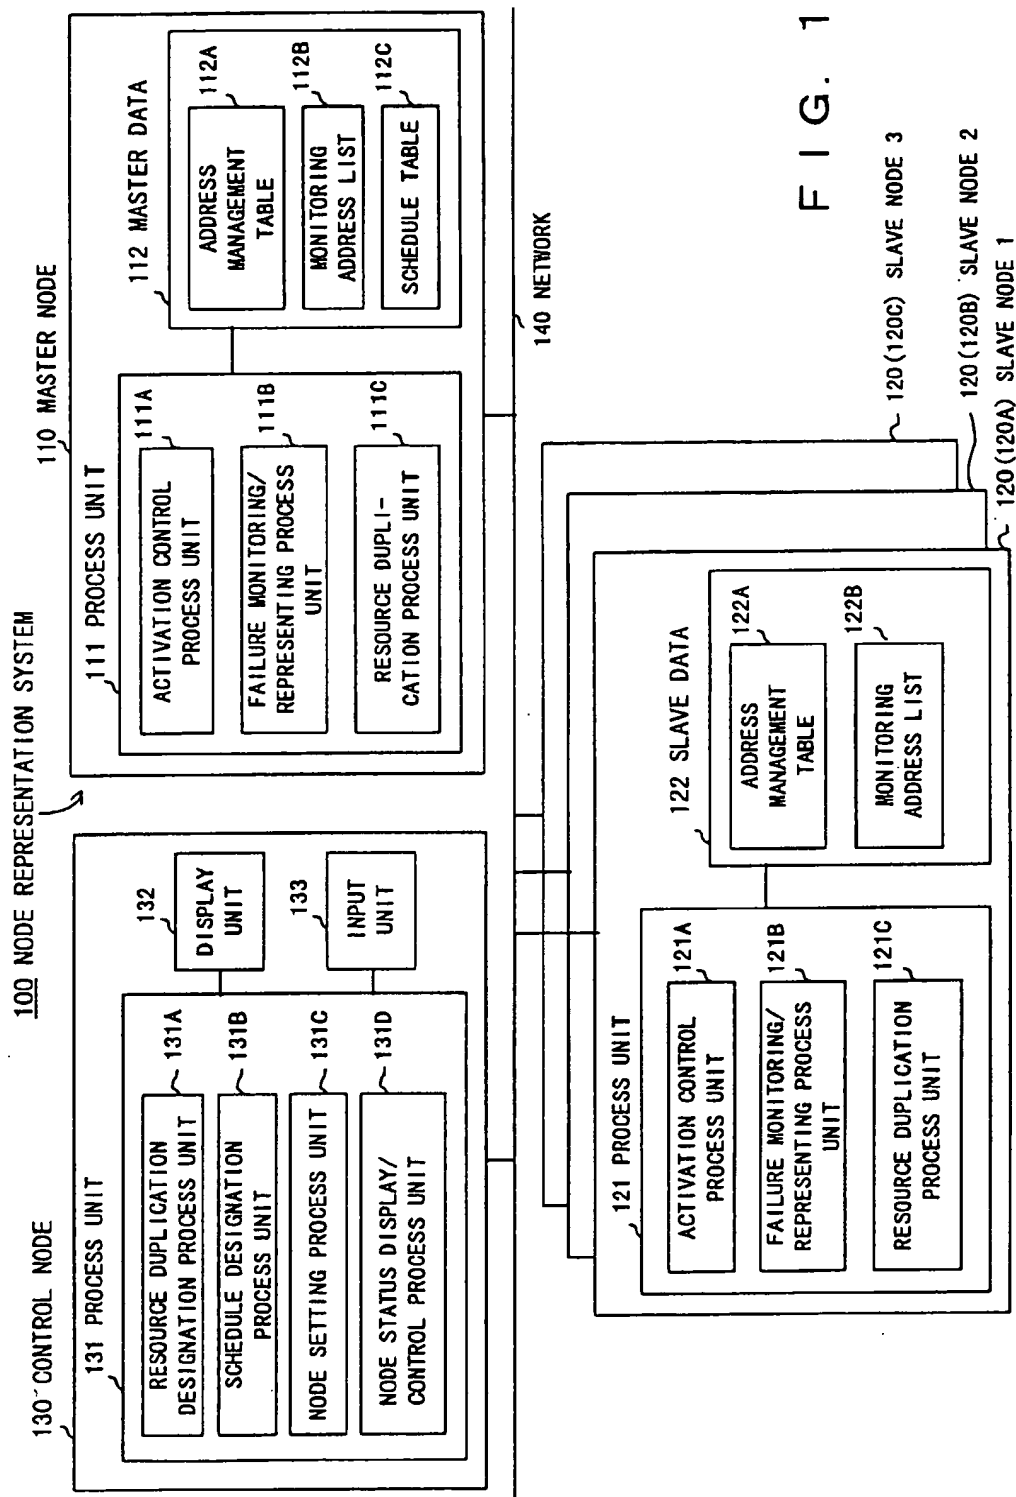 100 NODE REPRESENTATION SYSTEM
130 CONTROL NODE
131 PROCESS UNIT
RESOURCE DUPLICATION
DESIGNATION PROCESS UNIT
131A
SCHEDULE DESIGNATION
PROCESS UNIT
131B
NODE SETTING PROCESS UNIT
131C
NODE STATUS DISPLAY/
CONTROL PROCESS UNIT
131D
132
DISPLAY
UNIT
133
INPUT
UNIT
110 MASTER NODE
111 PROCESS UNIT
111A
ACTIVATION CONTROL
PROCESS UNIT
111B
FAILURE MONITORING/
REPRESENTING PROCESS
UNIT
111C
RESOURCE DUPLI-
CATION PROCESS UNIT
112 MASTER DATA
112A
ADDRESS
MANAGEMENT
TABLE
112B
MONITORING
ADDRESS LIST
112C
SCHEDULE TABLE
140 NETWORK
121 PROCESS UNIT
121A
ACTIVATION CONTROL
PROCESS UNIT
121B
FAILURE MONITORING/
REPRESENTING PROCESS
UNIT
121C
RESOURCE DUPLICATION
PROCESS UNIT
122 SLAVE DATA
122A
ADDRESS
MANAGEMENT
TABLE
122B
MONITORING
ADDRESS LIST
120(120C) SLAVE NODE 3
120(120B) SLAVE NODE 2
120(120A) SLAVE NODE 1
FIG. 1